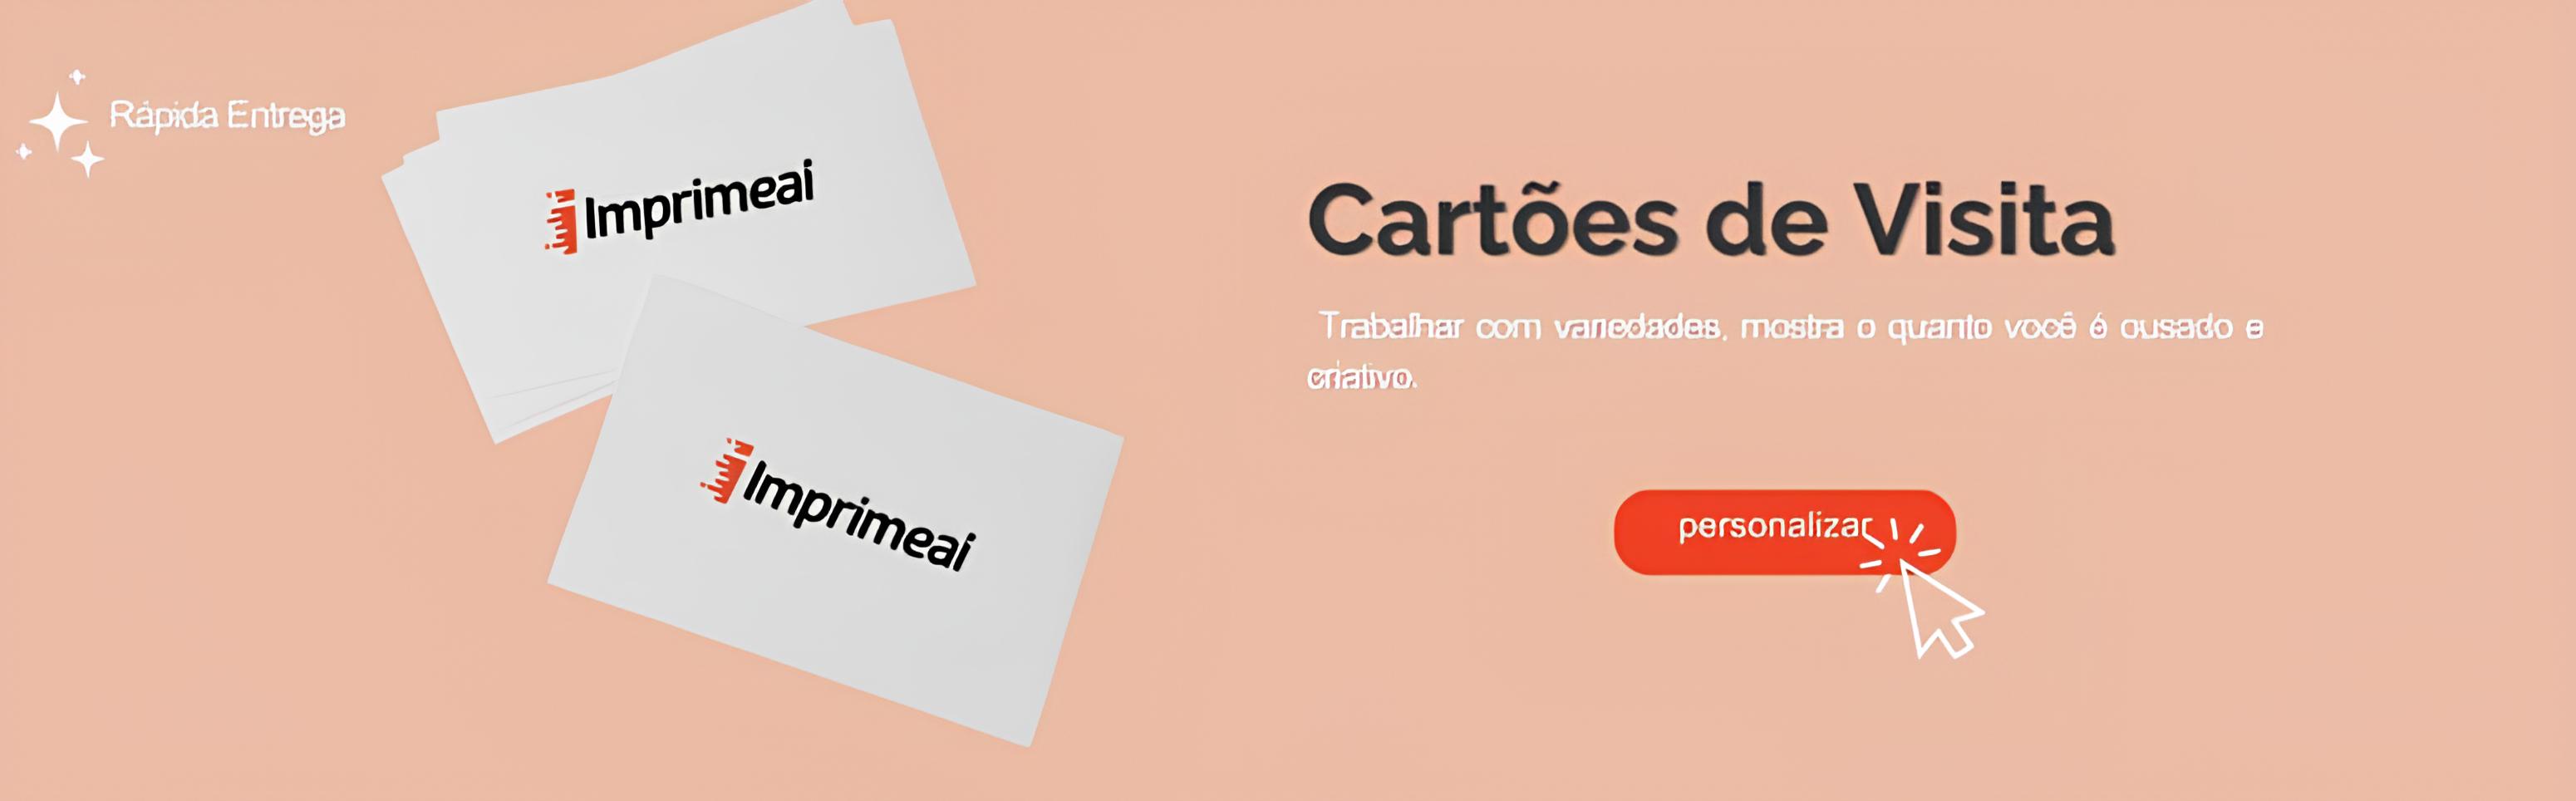 Rápida Entrega
Imprimeai
Imprimeai
Cartões de Visita
Trabalhar com variedades, mostra o quanto você é ousado e
criativo.
personalizar